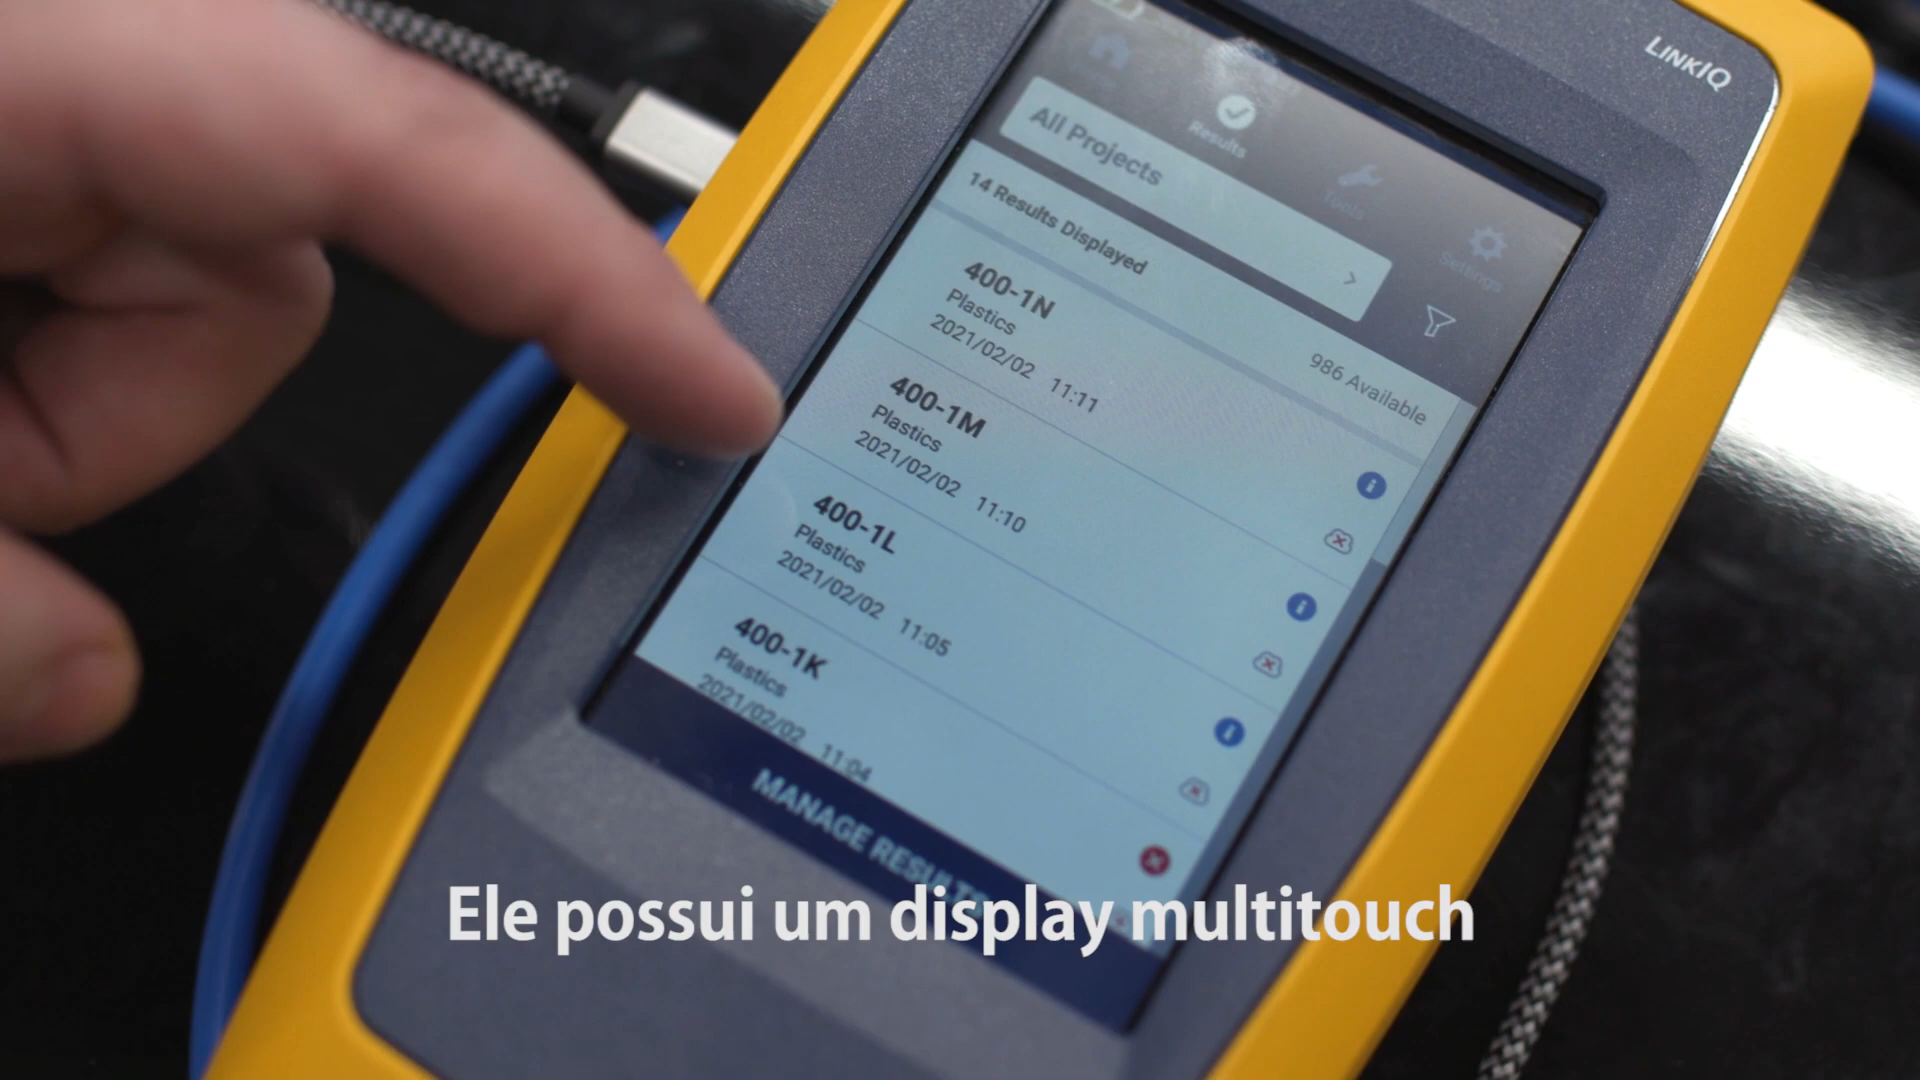 LINKIQ
Results
Tools
Settings
All Projects
14 Results Displayed
986 Available
400-1N
Plastics
2021/02/02 11:11
400-1M
Plastics
2021/02/02 11:10
400-1L
Plastics
2021/02/02 11:05
400-1K
Plastics
2021/02/02 11:04
MANAGE RESULTS
Ele possui um display multitouch